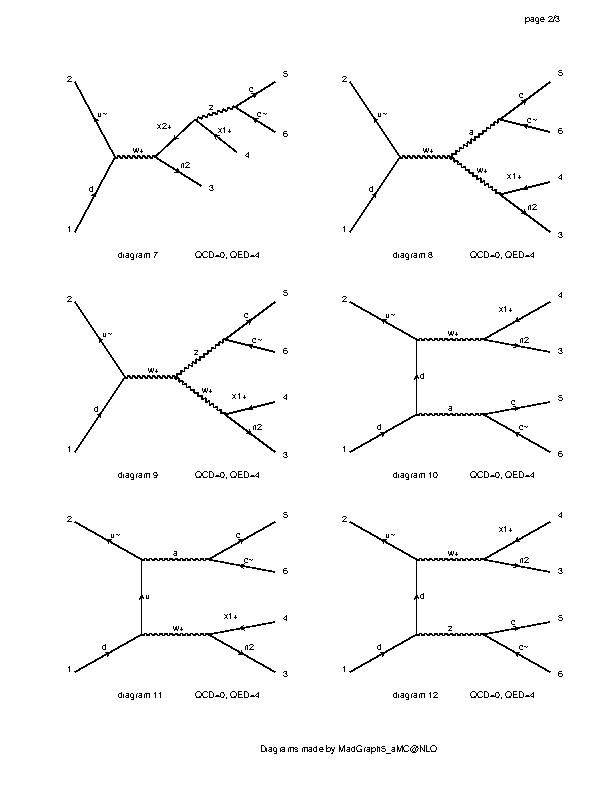 page 2/3
2 u~ d 1 w+ x2+ z c 5 c~ 6 x1+ 4 n2 3
diagram 7 QCD=0, QED=4
2 u~ d 1 w+ a c 5 c~ 6 w+ x1+ 4 n2 3
diagram 8 QCD=0, QED=4
2 u~ d 1 w+ z c 5 c~ 6 w+ x1+ 4 n2 3
diagram 9 QCD=0, QED=4
2 u~ w+ x1+ 4 n2 3 d d 1 a c 5 c~ 6
diagram 10 QCD=0, QED=4
2 u~ a c 5 c~ 6 u d 1 w+ x1+ 4 n2 3
diagram 11 QCD=0, QED=4
2 u~ w+ x1+ 4 n2 3 d d 1 z c 5 c~ 6
diagram 12 QCD=0, QED=4
Diagrams made by MadGraph5_aMC@NLO